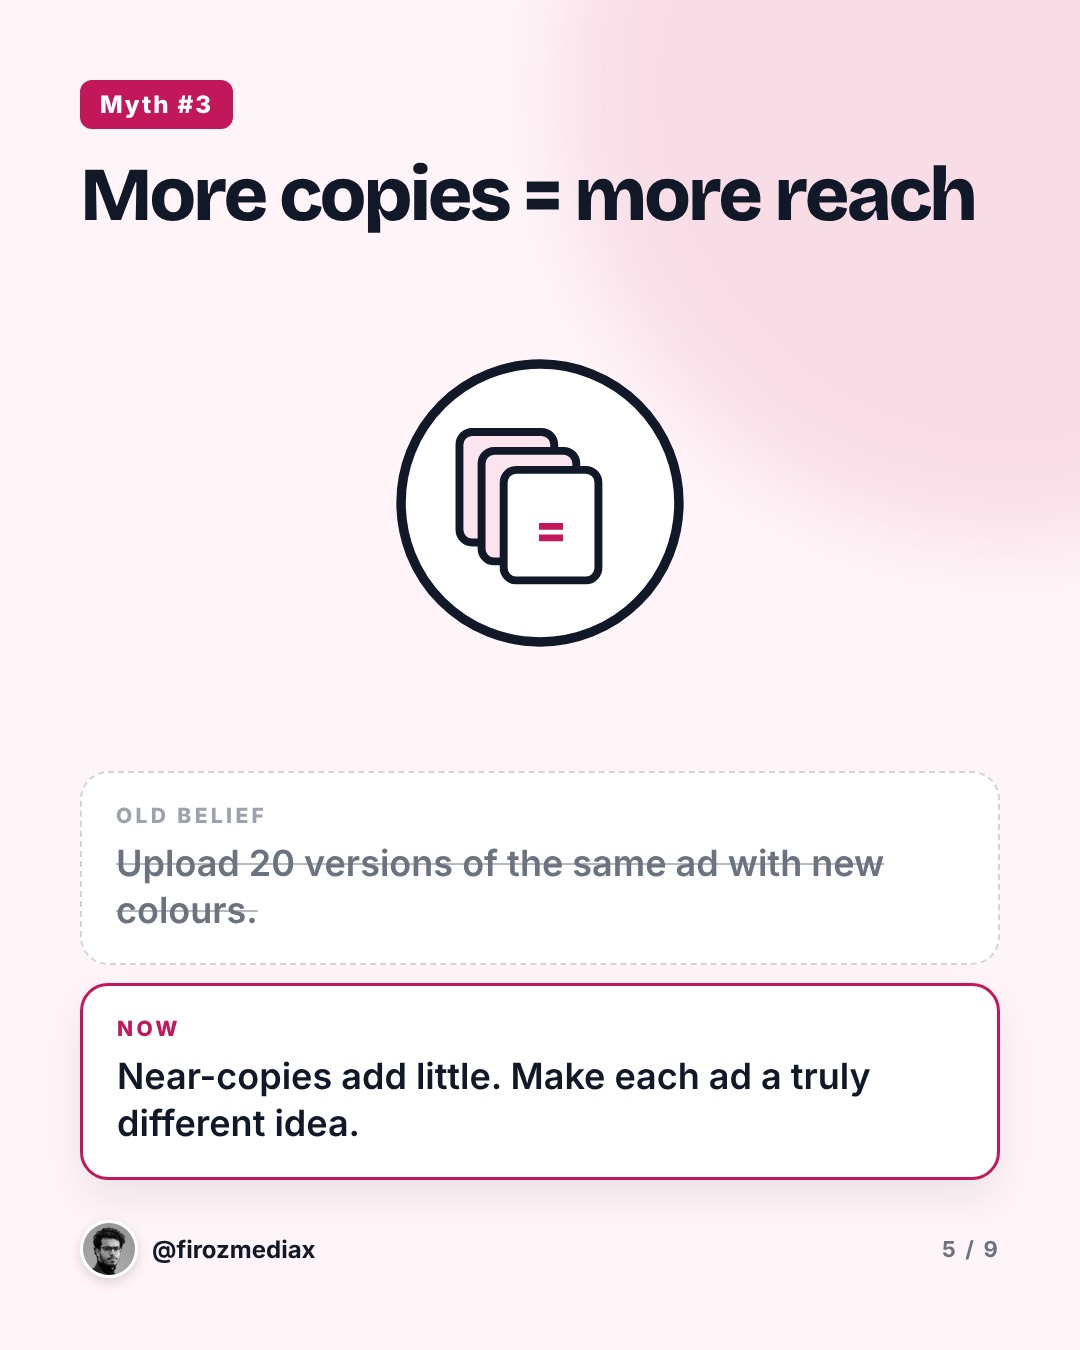 Myth #3
More copies = more reach
=
OLD BELIEF
Upload 20 versions of the same ad with new
colours.
NOW
Near-copies add little. Make each ad a truly
different idea.
@firozmediax
5 / 9